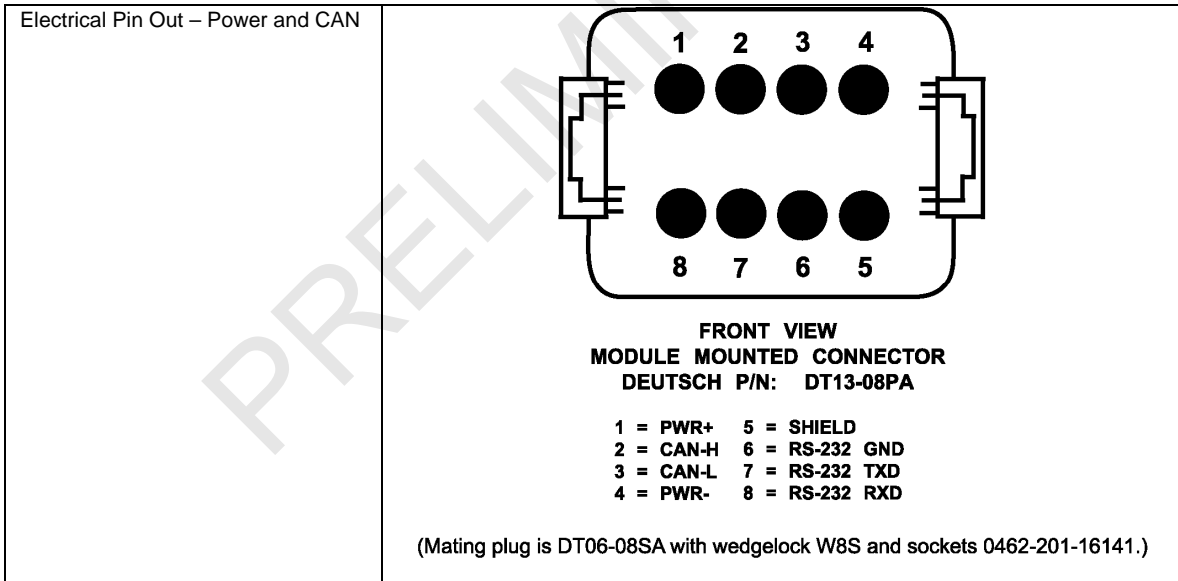 Electrical Pin Out – Power and CAN
1 2 3 4
8 7 6 5
FRONT VIEW
MODULE MOUNTED CONNECTOR
DEUTSCH P/N: DT13-08PA
1 = PWR+ 5 = SHIELD
2 = CAN-H 6 = RS-232 GND
3 = CAN-L 7 = RS-232 TXD
4 = PWR- 8 = RS-232 RXD
(Mating plug is DT06-08SA with wedgelock W8S and sockets 0462-201-16141.)
PRELIMI